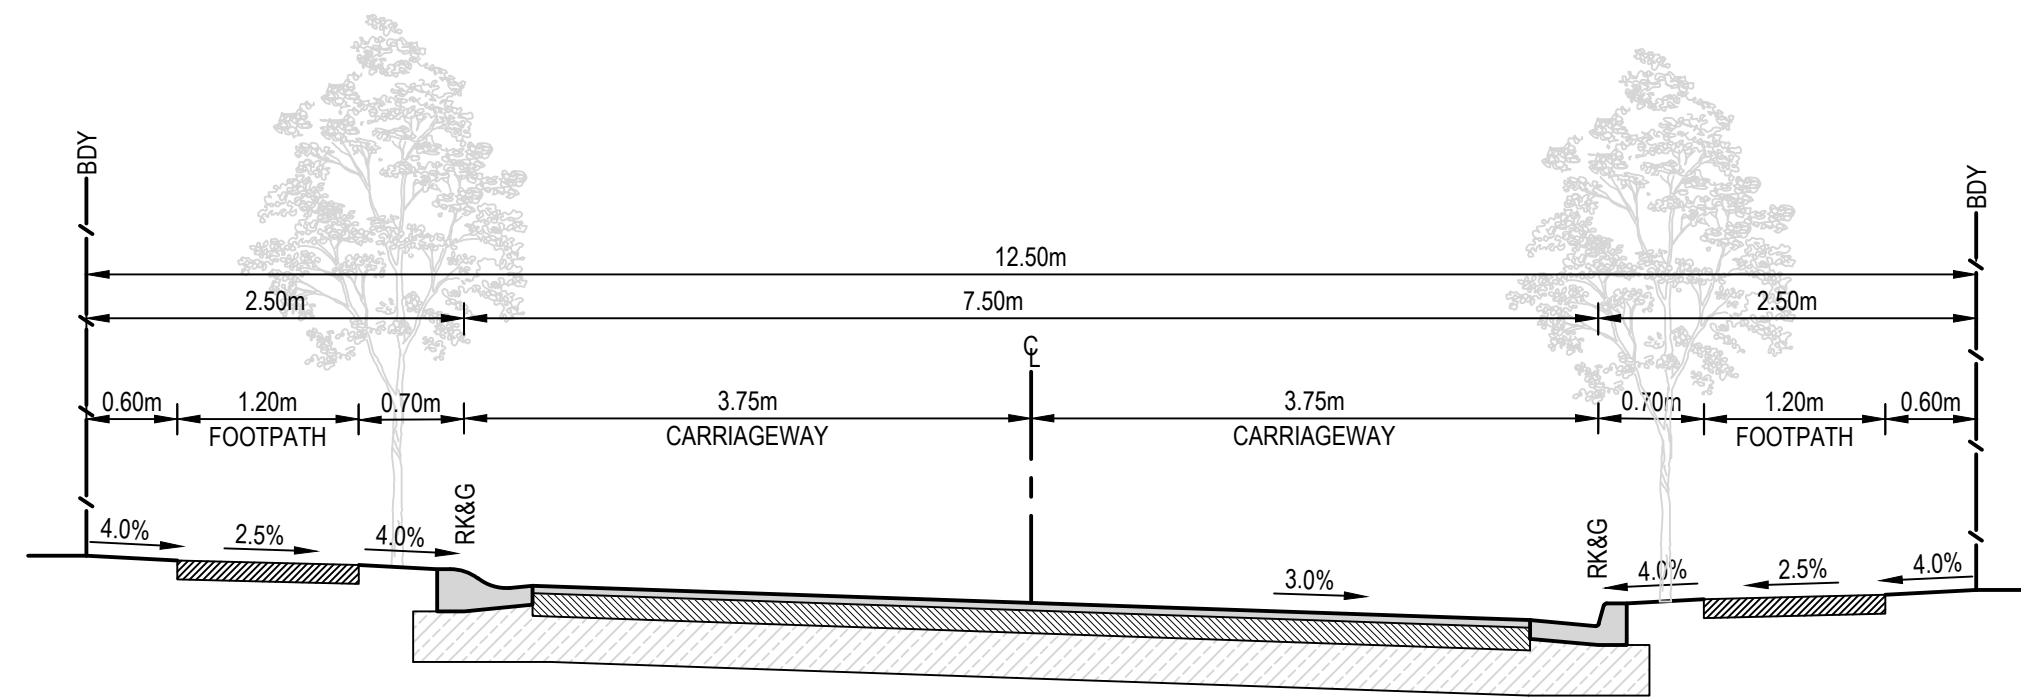 BDY
BDY
12.50m
2.50m
7.50m
2.50m
CL
0.60m
1.20m
0.70m
3.75m
3.75m
0.70m
1.20m
0.60m
FOOTPATH
CARRIAGEWAY
CARRIAGEWAY
FOOTPATH
RK&G
RK&G
4.0%
2.5%
4.0%
3.0%
4.0%
2.5%
4.0%